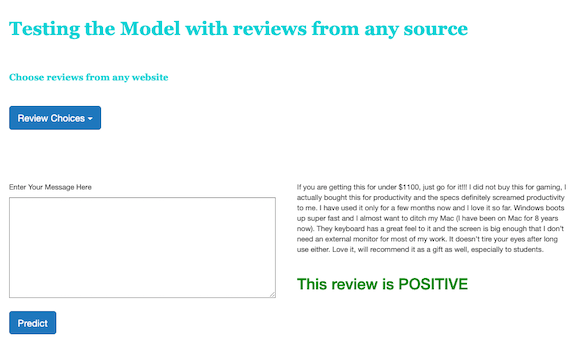 Testing the Model with reviews from any source
Choose reviews from any website
Review Choices
Enter Your Message Here
Predict
If you are getting this for under $1100, just go for it!!! I did not buy this for gaming, I
actually bought this for productivity and the specs definitely screamed productivity
to me. I have used it only for a few months now and I love it so far. Windows boots
up super fast and I almost want to ditch my Mac (I have been on Mac for 8 years
now). They keyboard has a great feel to it and the screen is big enough that I don't
need an external monitor for most of my work. It doesn't tire your eyes after long
use either. Love it, will recommend it as a gift as well, especially to students.
This review is POSITIVE